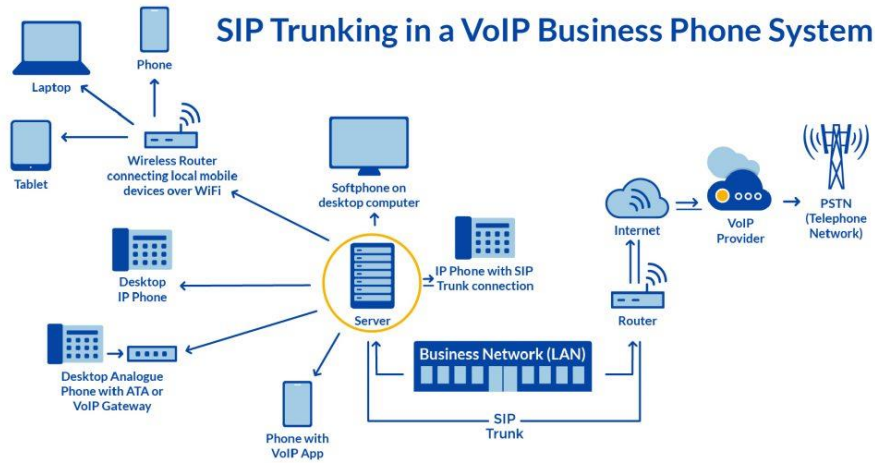 SIP Trunking in a VoIP Business Phone System
Phone
Laptop
Tablet
Wireless Router
connecting local mobile
devices over WiFi
Softphone on
desktop computer
Internet
VoIP
Provider
PSTN
(Telephone
Network)
Desktop
IP Phone
IP Phone with SIP
Trunk connection
Server
Router
Business Network (LAN)
Desktop Analogue
Phone with ATA or
VoIP Gateway
Phone with
VoIP App
SIP
Trunk